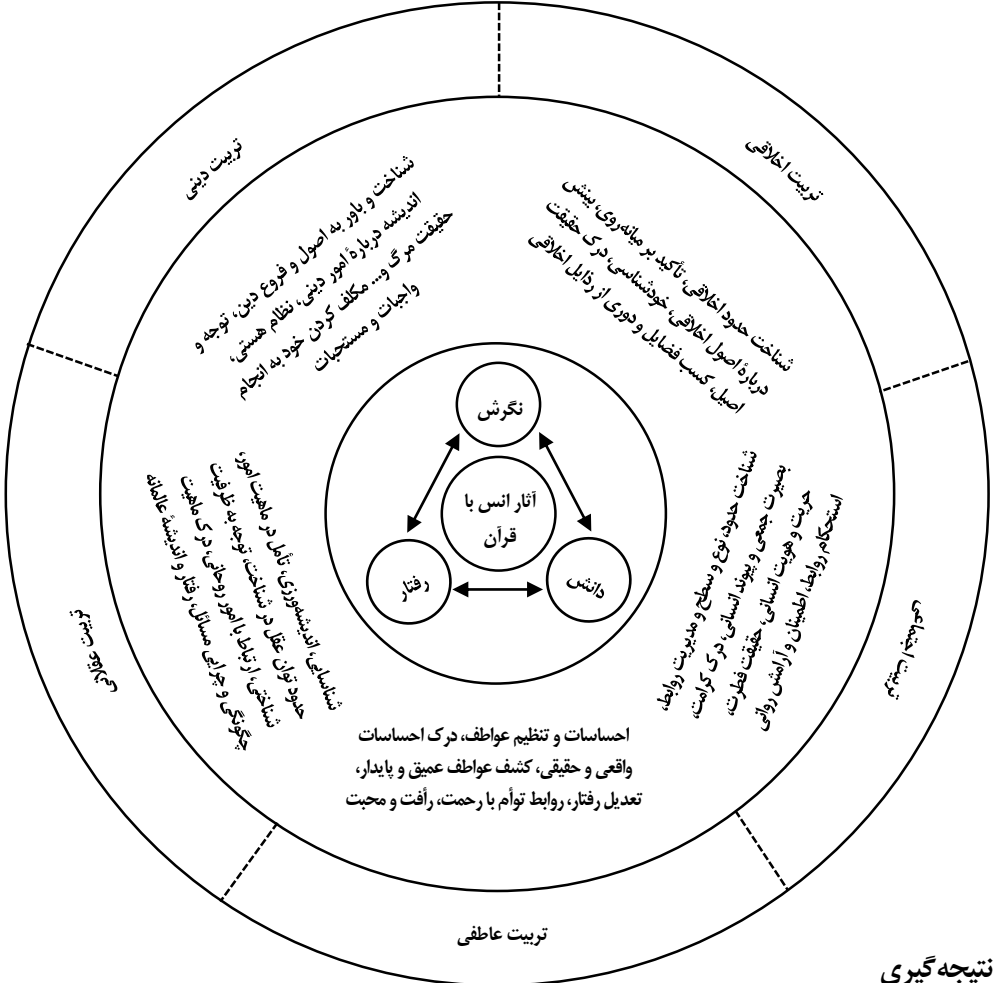 تربیت دینی
شناخت و باور به اصول و فروع دین، توجه و
اندیشه دربارهٔ امور دینی، نظام هستی،
حقیقت مرگ و... مکلف کردن خود به انجام
واجبات و مستحبات
تربیت اخلاقی
شناخت حدود اخلاقی، تأکید بر میانه‌روی، بینش
دربارهٔ اصول اخلاقی، خودشناسی، درک حقیقت
اصیل، کسب فضایل و دوری از رذایل اخلاقی
نگرش
آثار انس با
قرآن
رفتار
دانش
تربیت اجتماعی
شناخت حدود، نوع و سطح و مدیریت روابط،
بصیرت جمعی و پیوند انسانی، درک کرامت،
حریت و هویت انسانی، حقیقت فطرت،
استحکام روابط، اطمینان و آرامش روانی
تربیت عقلانی
شناسایی، اندیشه‌ورزی، تأمل در ماهیت امور،
حدود توان عقل در شناخت، توجه به ظرفیت
شناختی، ارتباط با امور روحانی، درک ماهیت
چگونگی و چرایی مسائل، رفتار و اندیشهٔ عالمانه
احساسات و تنظیم عواطف، درک احساسات
واقعی و حقیقی، کشف عواطف عمیق و پایدار،
تعدیل رفتار، روابط توأم با رحمت، رأفت و محبت
تربیت عاطفی
نتیجه گیری